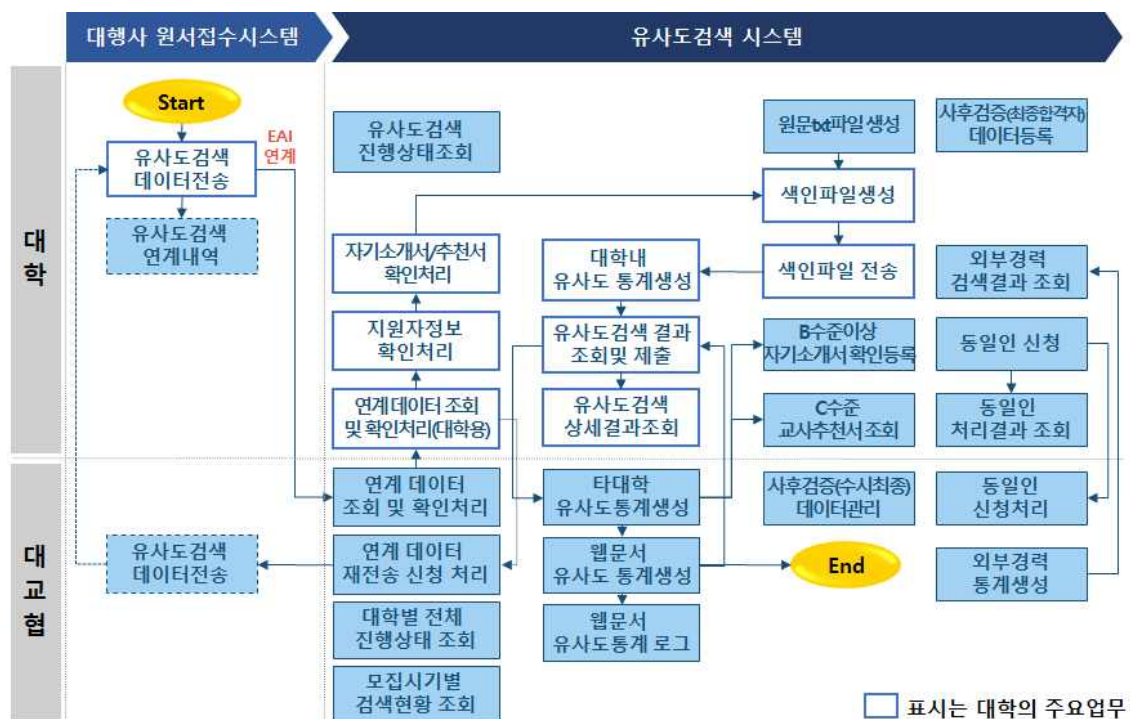 대행사 원서접수시스템
유사도검색 시스템
대학
Start
EAI
연계
유사도검색
데이터전송
유사도검색
연계내역
유사도검색
진행상태조회
자기소개서/추천서
확인처리
지원자정보
확인처리
연계 데이터 조회
및 확인처리(대학용)
대학내
유사도 통계생성
유사도검색 결과
조회및 제출
유사도검색
상세결과조회
원문txt파일 생성
색인파일생성
색인파일 전송
B수준이상
자기소개서 확인등록
C수준
교사추천서 조회
사후검증(최종합격자)
데이터등록
외부경력
검색결과 조회
동일인 신청
동일인
처리결과 조회
대교협
유사도검색
데이터전송
연계 데이터
조회 및 확인처리
연계 데이터
재전송 신청 처리
대학별 전체
진행상태 조회
모집시기별
검색현황 조회
타대학
유사도통계생성
웹문서
유사도 통계생성
웹문서
유사도통계 로그
사후검증(수시최종)
데이터관리
End
동일인
신청처리
외부경력
통계생성
표시는 대학의 주요업무